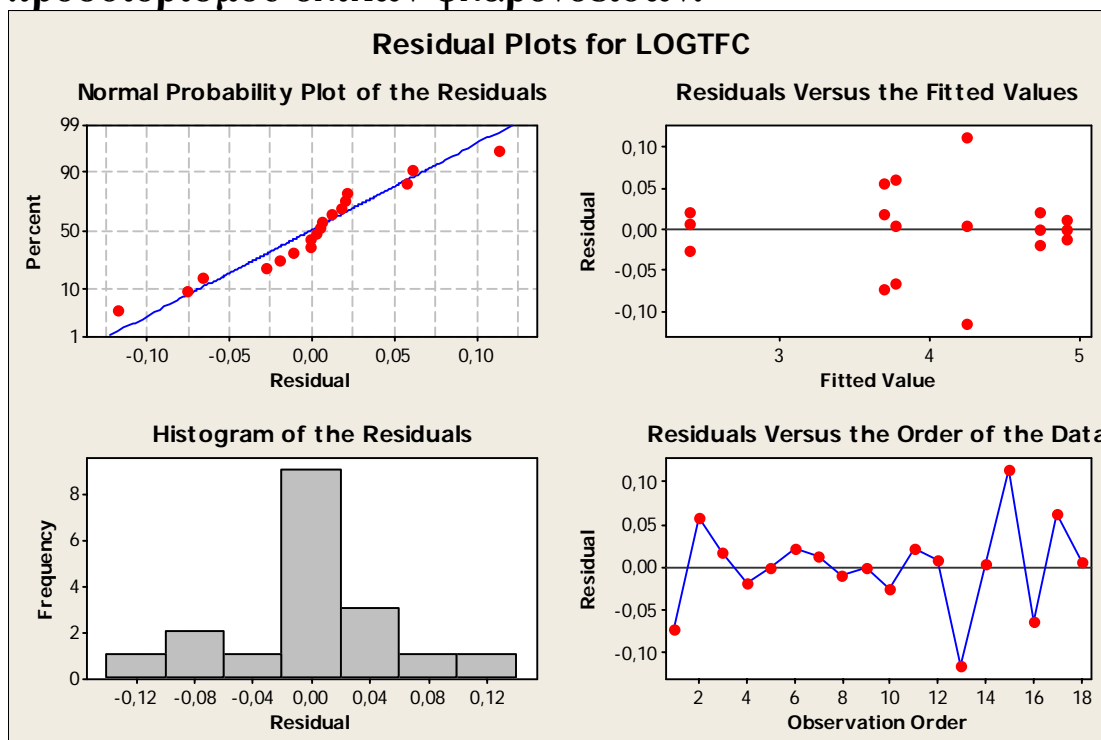 Residual Plots for LOGTFC
Normal Probability Plot of the Residuals
99
90
50
10
1
Percent
-0,10 -0,05 0,00 0,05 0,10
Residual
Residuals Versus the Fitted Values
0,10
0,05
0,00
-0,05
-0,10
Residual
3 4 5
Fitted Value
Histogram of the Residuals
8
6
4
2
0
Frequency
-0,12 -0,08 -0,04 0,00 0,04 0,08 0,12
Residual
Residuals Versus the Order of the Data
0,10
0,05
0,00
-0,05
-0,10
Residual
2 4 6 8 10 12 14 16 18
Observation Order